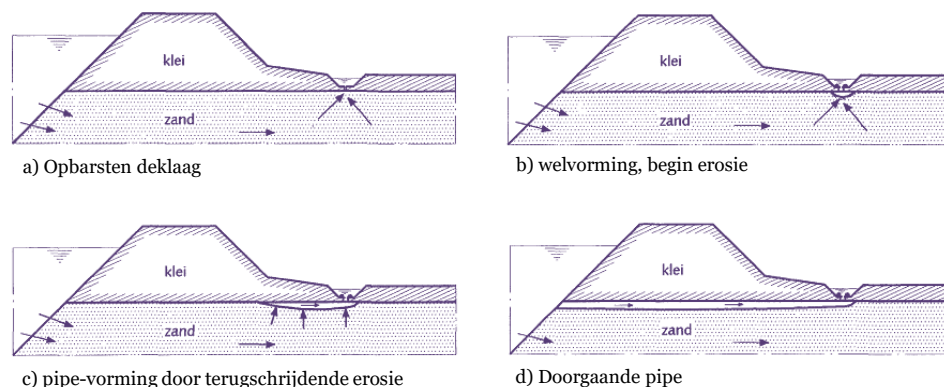 klei
zand
a) Opbarsten deklaag
klei
zand
b) welvorming, begin erosie
klei
zand
c) pipe-vorming door terugschrijdende erosie
klei
zand
d) Doorgaande pipe